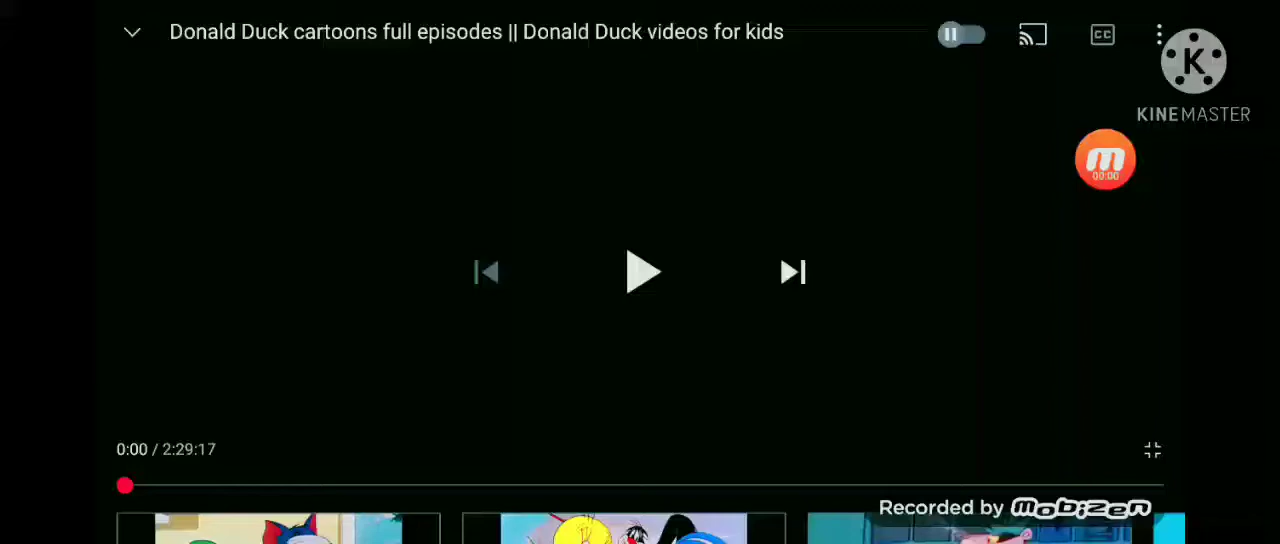 Donald Duck cartoons full episodes || Donald Duck videos for kids
CC
K
KINEMASTER
m
00:00
0:00 / 2:29:17
Recorded by mobizen